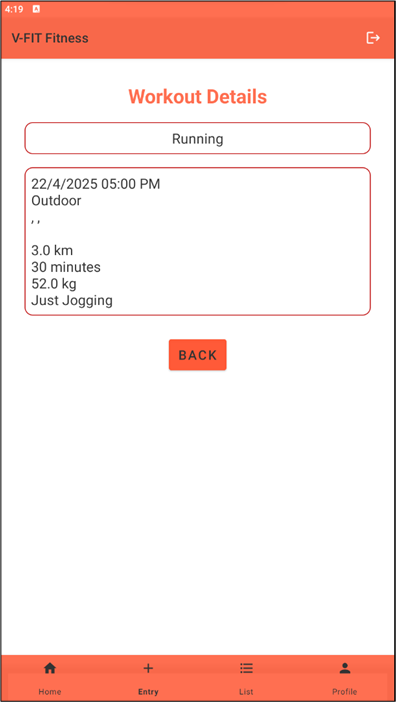 4:19
A
V-FIT Fitness
Workout Details
Running
22/4/2025 05:00 PM
Outdoor
, ,
3.0 km
30 minutes
52.0 kg
Just Jogging
BACK
Home Entry List Profile